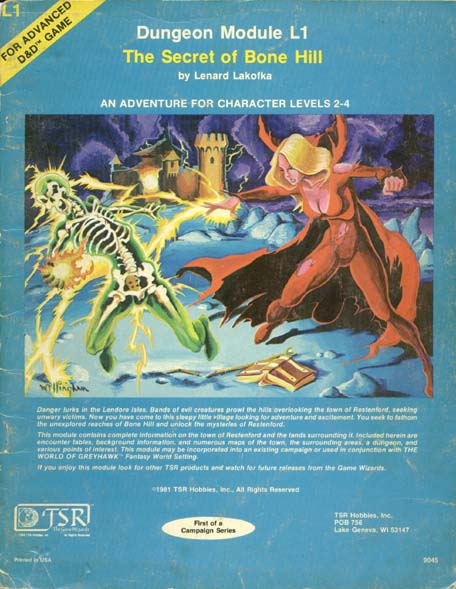 L1
FOR ADVANCED
D&D™ GAME
Dungeon Module L1
The Secret of Bone Hill
by Lenard Lakofka
AN ADVENTURE FOR CHARACTER LEVELS 2-4
Willingham
Danger lurks in the Lendore Isles. Bands of evil creatures prowl the hills overlooking the town of Restenford, seeking
unwary victims. Now you have come to this sleepy little village looking for adventure and excitement. You seek to fathom
the unexplored reaches of Bone Hill and unlock the mysteries of Restenford.
This module contains complete information on the town of Restenford and the lands surrounding it. Included herein are
encounter tables, background information, and numerous maps of the town, the surrounding areas, a dungeon, and
various points of interest. This module may be incorporated into an existing campaign or used in conjunction with THE
WORLD OF GREYHAWK™ Fantasy World Setting.
If you enjoy this module look for other TSR products and watch for future releases from the Game Wizards.
©1981 TSR Hobbies, Inc., All Rights Reserved
TSR
The Game Wizards
First of a
Campaign Series
TSR Hobbies, Inc.
POB 756
Lake Geneva, WI 53147
Printed in USA
9045